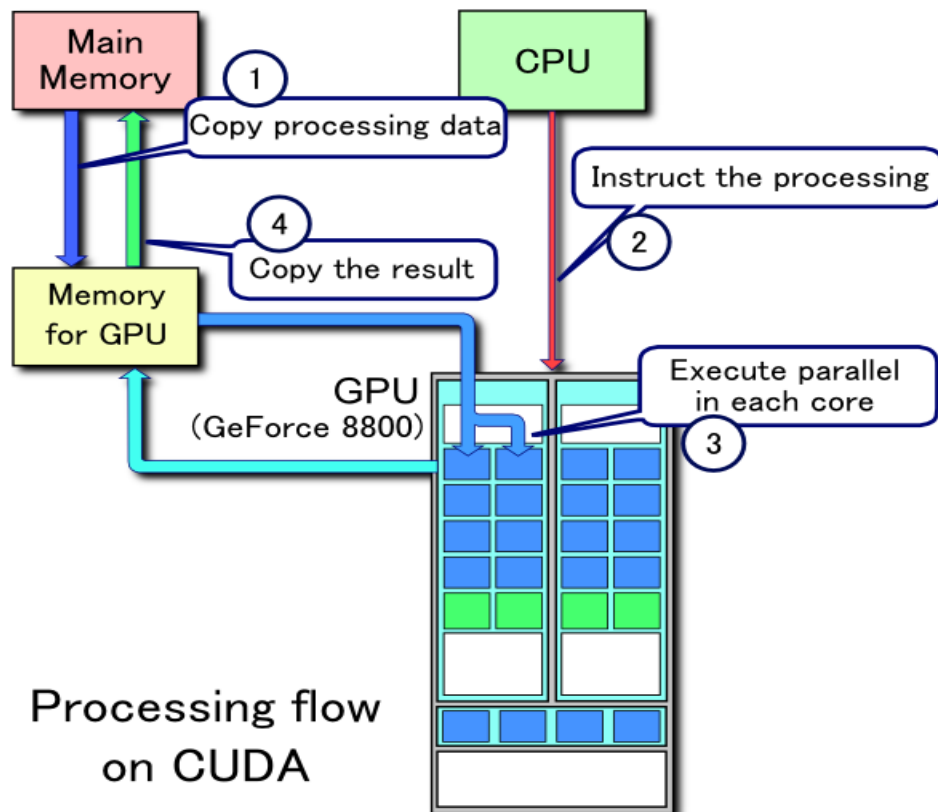 Main
Memory
CPU
1
Copy processing data
Instruct the processing
2
4
Copy the result
Memory
for GPU
GPU
(GeForce 8800)
Execute parallel
in each core
3
Processing flow
on CUDA